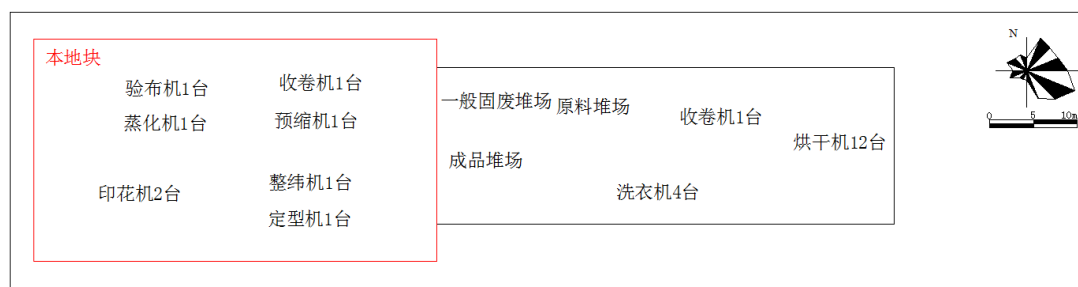 本地块
验布机1台
收卷机1台
蒸化机1台
预缩机1台
印花机2台
整纬机1台
定型机1台
一般固废堆场
原料堆场
收卷机1台
烘干机12台
成品堆场
洗衣机4台
N
0 5 10m